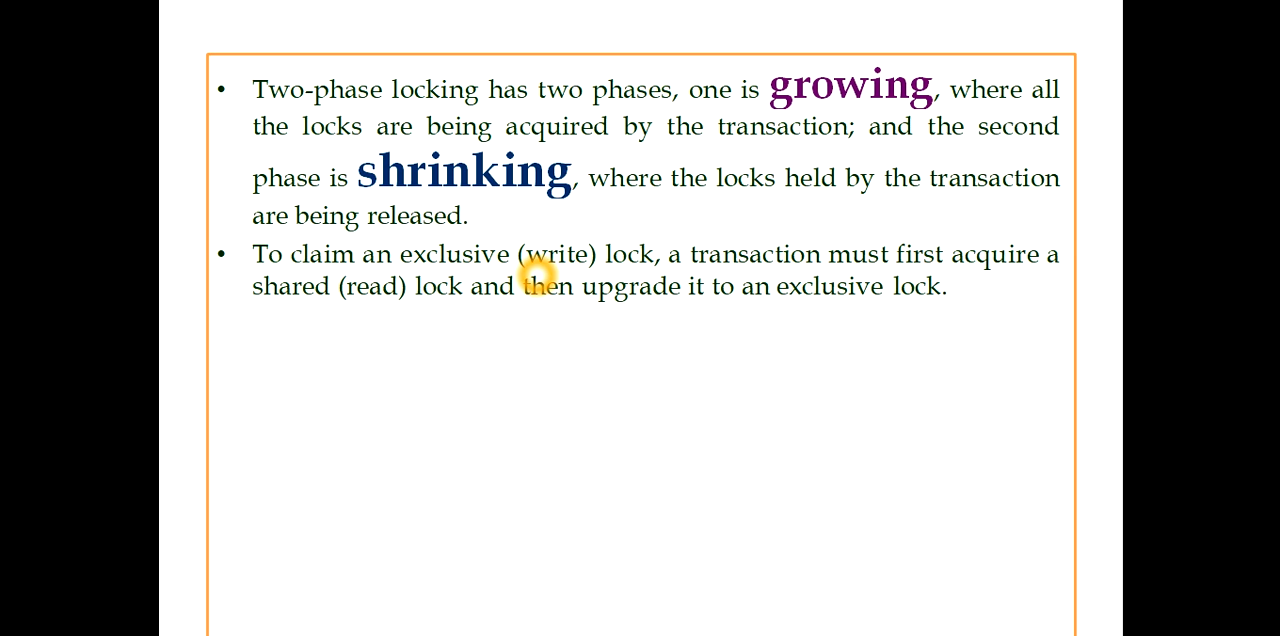 • Two-phase locking has two phases, one is growing, where all
the locks are being acquired by the transaction; and the second
phase is shrinking, where the locks held by the transaction
are being released.
• To claim an exclusive (write) lock, a transaction must first acquire a
shared (read) lock and then upgrade it to an exclusive lock.